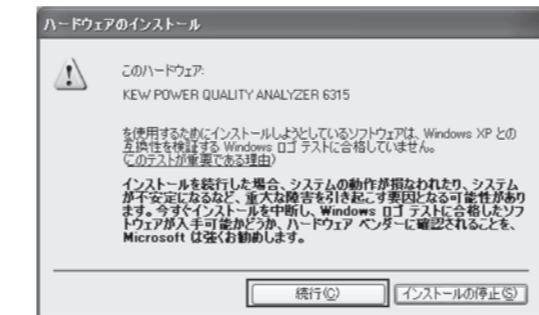 ハードウェアのインストール
このハードウェア:
KEW POWER QUALITY ANALYZER 6315
を使用するためにインストールしようとしているソフトウェアは、Windows XP との
互換性を検証する Windows ロゴ テストに合格していません。
(このテストが重要である理由)
インストールを続行した場合、システムの動作が損なわれたり、システム
が不安定になるなど、重大な障害を引き起こす要因となる可能性があり
ます。今すぐインストールを中断し、Windows ロゴ テストに合格したソフ
トウェアが入手可能かどうか、ハードウェア ベンダーに確認されることを、
Microsoft は強くお勧めします。
続行(C)
インストールの停止(S)